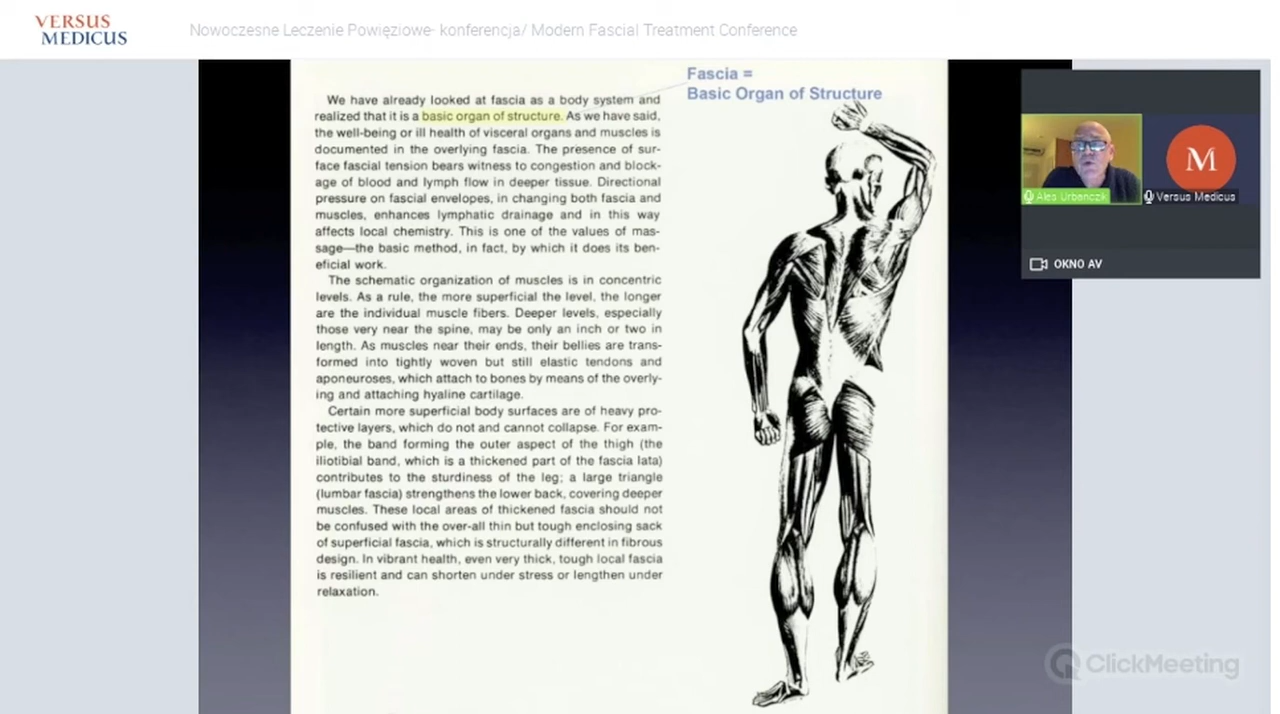 VERSUS
MEDICUS
Nowoczesne Leczenie Powięziowe- konferencja/ Modern Fascial Treatment Conference
Fascia =
Basic Organ of Structure
We have already looked at fascia as a body system and
realized that it is a basic organ of structure. As we have said,
the well-being or ill health of visceral organs and muscles is
documented in the overlying fascia. The presence of sur-
face fascial tension bears witness to congestion and block-
age of blood and lymph flow in deeper tissue. Directional
pressure on fascial envelopes, in changing both fascia and
muscles, enhances lymphatic drainage and in this way
affects local chemistry. This is one of the values of mas-
sage—the basic method, in fact, by which it does its ben-
eficial work.
The schematic organization of muscles is in concentric
levels. As a rule, the more superficial the level, the longer
are the individual muscle fibers. Deeper levels, especially
those very near the spine, may be only an inch or two in
length. As muscles near their ends, their bellies are trans-
formed into tightly woven but still elastic tendons and
aponeuroses, which attach to bones by means of the overly-
ing and attaching hyaline cartilage.
Certain more superficial body surfaces are of heavy pro-
tective layers, which do not and cannot collapse. For exam-
ple, the band forming the outer aspect of the thigh (the
iliotibial band, which is a thickened part of the fascia lata)
contributes to the sturdiness of the leg; a large triangle
(lumbar fascia) strengthens the lower back, covering deeper
muscles. These local areas of thickened fascia should not
be confused with the over-all thin but tough enclosing sack
of superficial fascia, which is structurally different in fibrous
design. In vibrant health, even very thick, tough local fascia
is resilient and can shorten under stress or lengthen under
relaxation.
M
Ales Urbanczik
Versus Medicus
OKNO AV
ClickMeeting